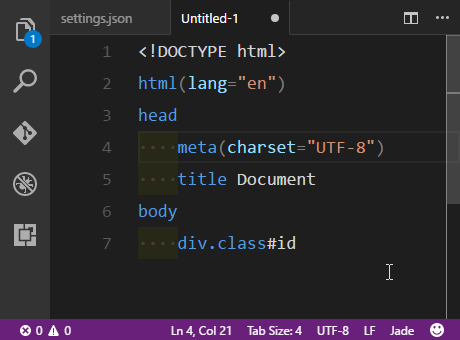 settings.json Untitled-1
1
1 <!DOCTYPE html>
2 html(lang="en")
3 head
4 ····meta(charset="UTF-8")
5 ····title Document
6 body
7 ····div.class#id
0 0 Ln 4, Col 21 Tab Size: 4 UTF-8 LF Jade